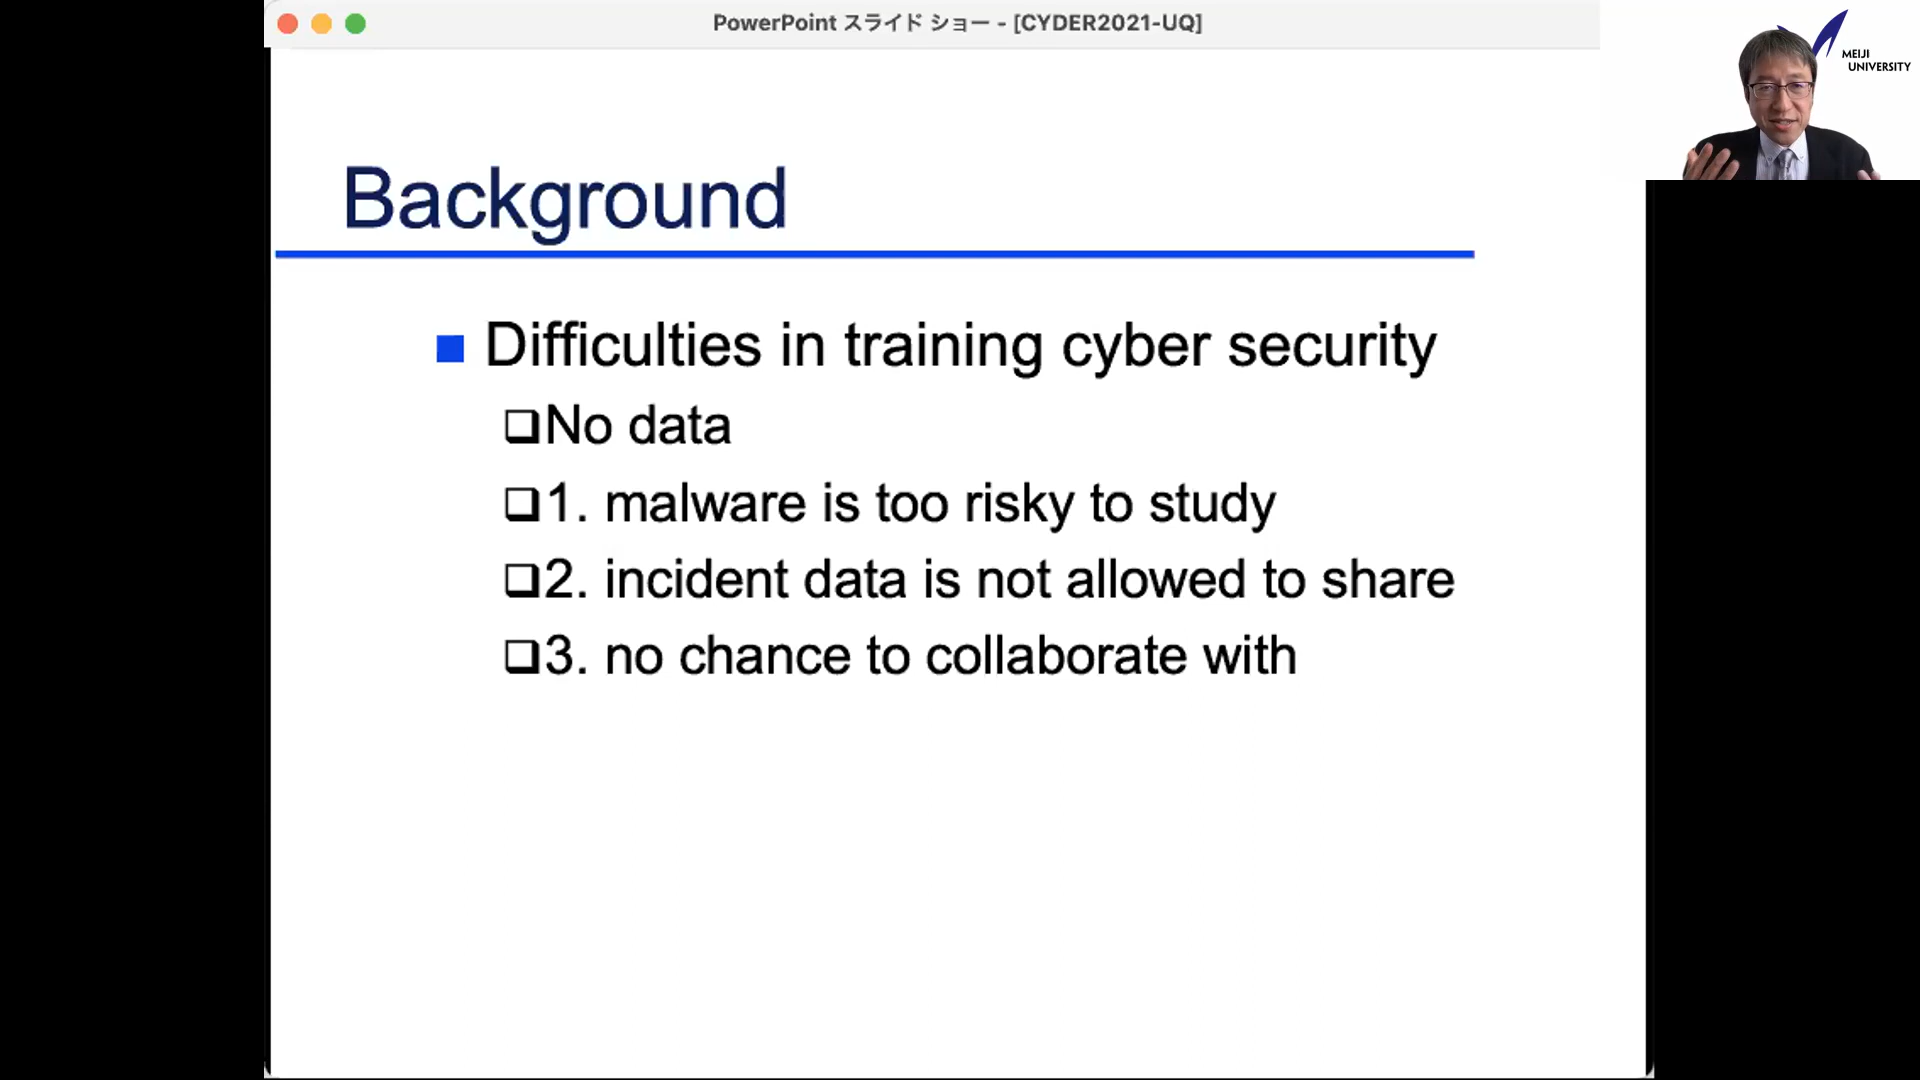 PowerPoint スライド ショー - [CYDER2021-UQ]
MEIJI
UNIVERSITY
Background
Difficulties in training cyber security
No data
1. malware is too risky to study
2. incident data is not allowed to share
3. no chance to collaborate with